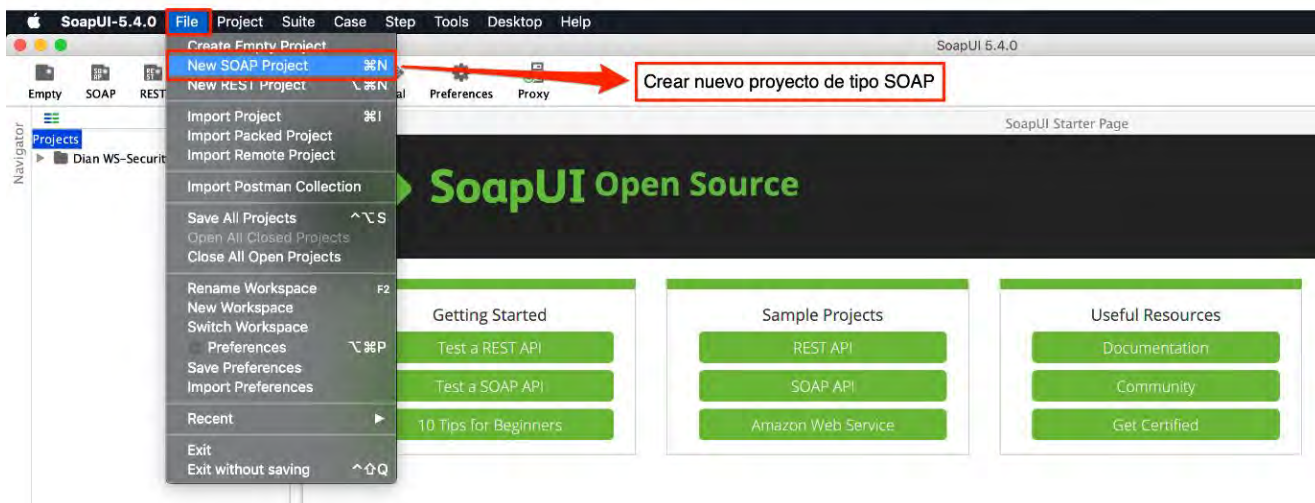 SoapUI-5.4.0 File Project Suite Case Step Tools Desktop Help
SoapUI 5.4.0
Empty SOAP REST Preferences Proxy
Navigator
Projects
Dian WS-Securit
Create Empty Project
New SOAP Project ⌘N
New REST Project ⌥⌘N
Import Project ⌘I
Import Packed Project
Import Remote Project
Import Postman Collection
Save All Projects ^⌥S
Open All Closed Projects
Close All Open Projects
Rename Workspace F2
New Workspace
Switch Workspace
Preferences ⌥⌘P
Save Preferences
Import Preferences
Recent
Exit
Exit without saving ^⇧Q
Crear nuevo proyecto de tipo SOAP
SoapUI Starter Page
SoapUI Open Source
Getting Started
Test a REST API
Test a SOAP API
10 Tips for Beginners
Sample Projects
REST API
SOAP API
Amazon Web Service
Useful Resources
Documentation
Community
Get Certified